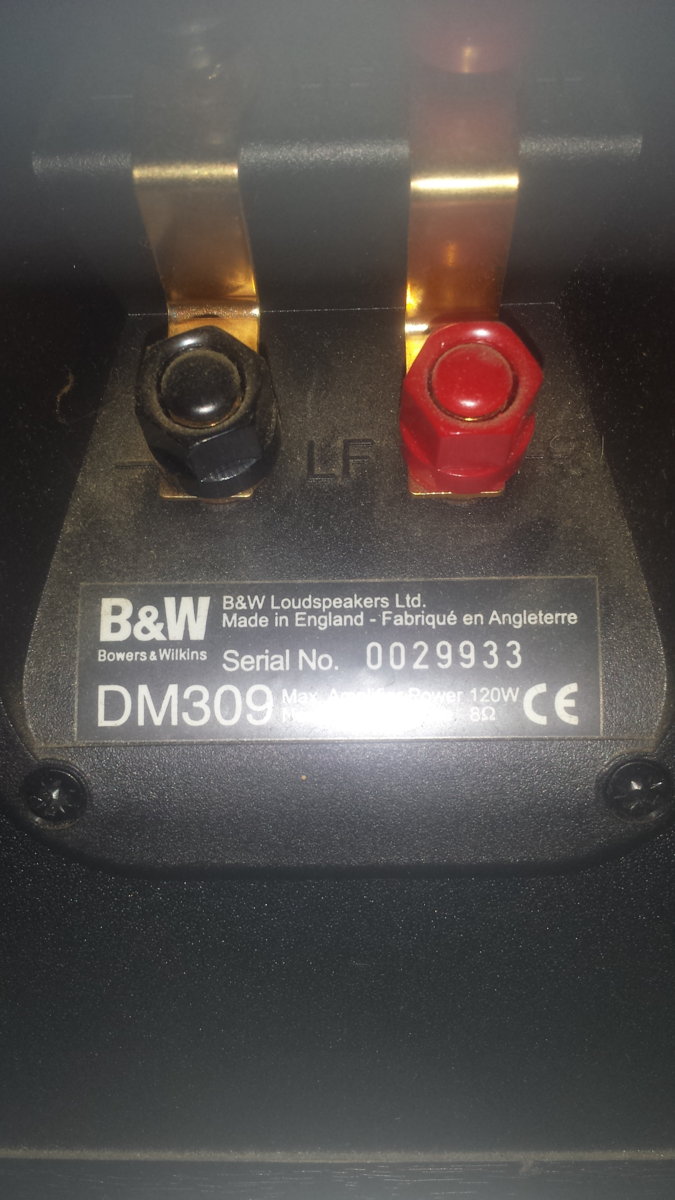 LF
B&W
Bowers & Wilkins
B&W Loudspeakers Ltd.
Made in England - Fabriqué en Angleterre
Serial No. 0029933
DM309
Max. Amplifier Power 120W
8Ω
CE